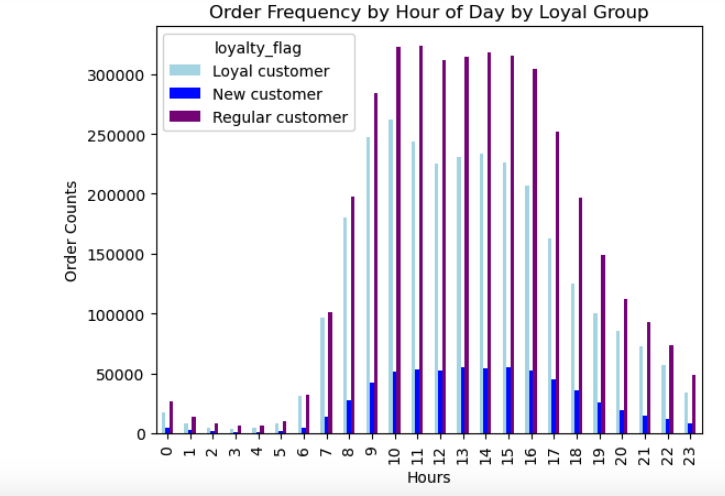 Order Frequency by Hour of Day by Loyal Group
loyalty_flag
Loyal customer
New customer
Regular customer
Order Counts
300000
250000
200000
150000
100000
50000
0
0 1 2 3 4 5 6 7 8 9 10 11 12 13 14 15 16 17 18 19 20 21 22 23
Hours